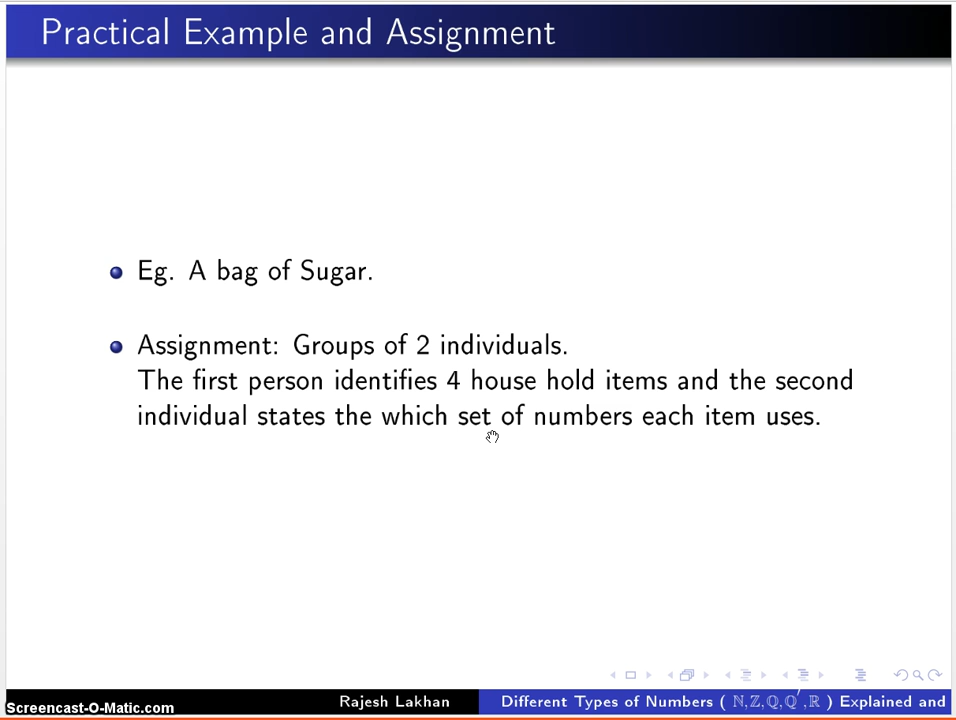 Practical Example and Assignment
Eg. A bag of Sugar.
Assignment: Groups of 2 individuals.
The first person identifies 4 house hold items and the second
individual states the which set of numbers each item uses.
Rajesh Lakhan
Different Types of Numbers ( ℕ,ℤ,ℚ,ℚ′,ℝ ) Explained and
Screencast-O-Matic.com